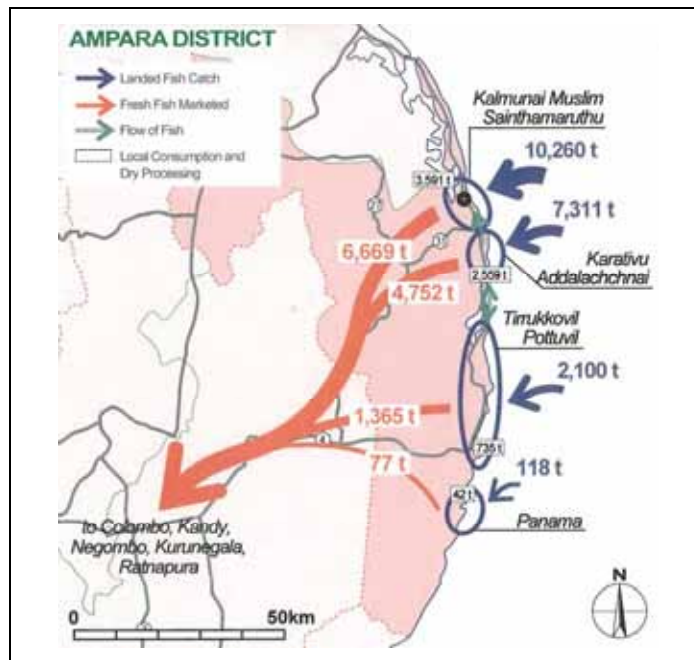 AMPARA DISTRICT
Landed Fish Catch
Fresh Fish Marketed
Flow of Fish
Local Consumption and
Dry Processing
Kalmunai Muslim
Sainthamaruthu
10,260 t
3,591 t
7,311 t
6,669 t
4,752 t
2,559 t
Karativu
Addalachchnai
Tirrukkovil
Pottuvil
2,100 t
1,365 t
4
735 t
77 t
118 t
42 t
Panama
to Colombo, Kandy,
Negombo, Kurunegala,
Ratnapura
0
50km
N